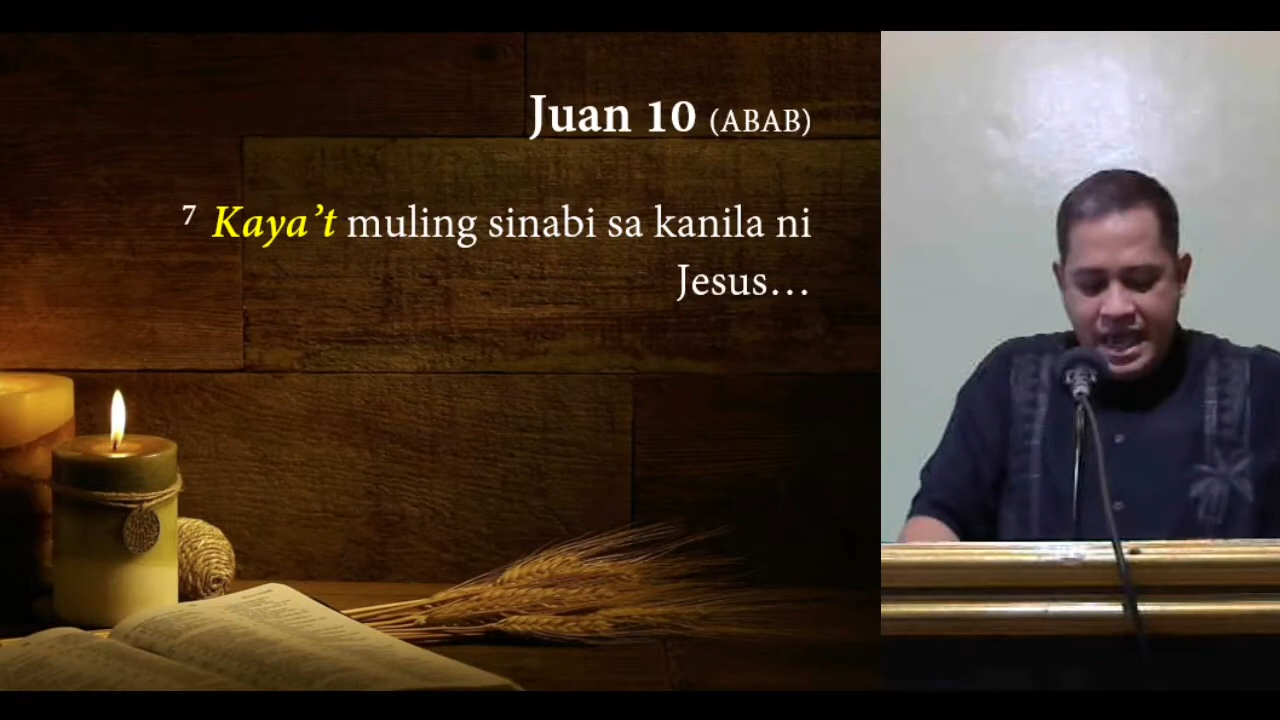 Juan 10 (ABAB)
7 Kaya’t muling sinabi sa kanila ni
Jesus…